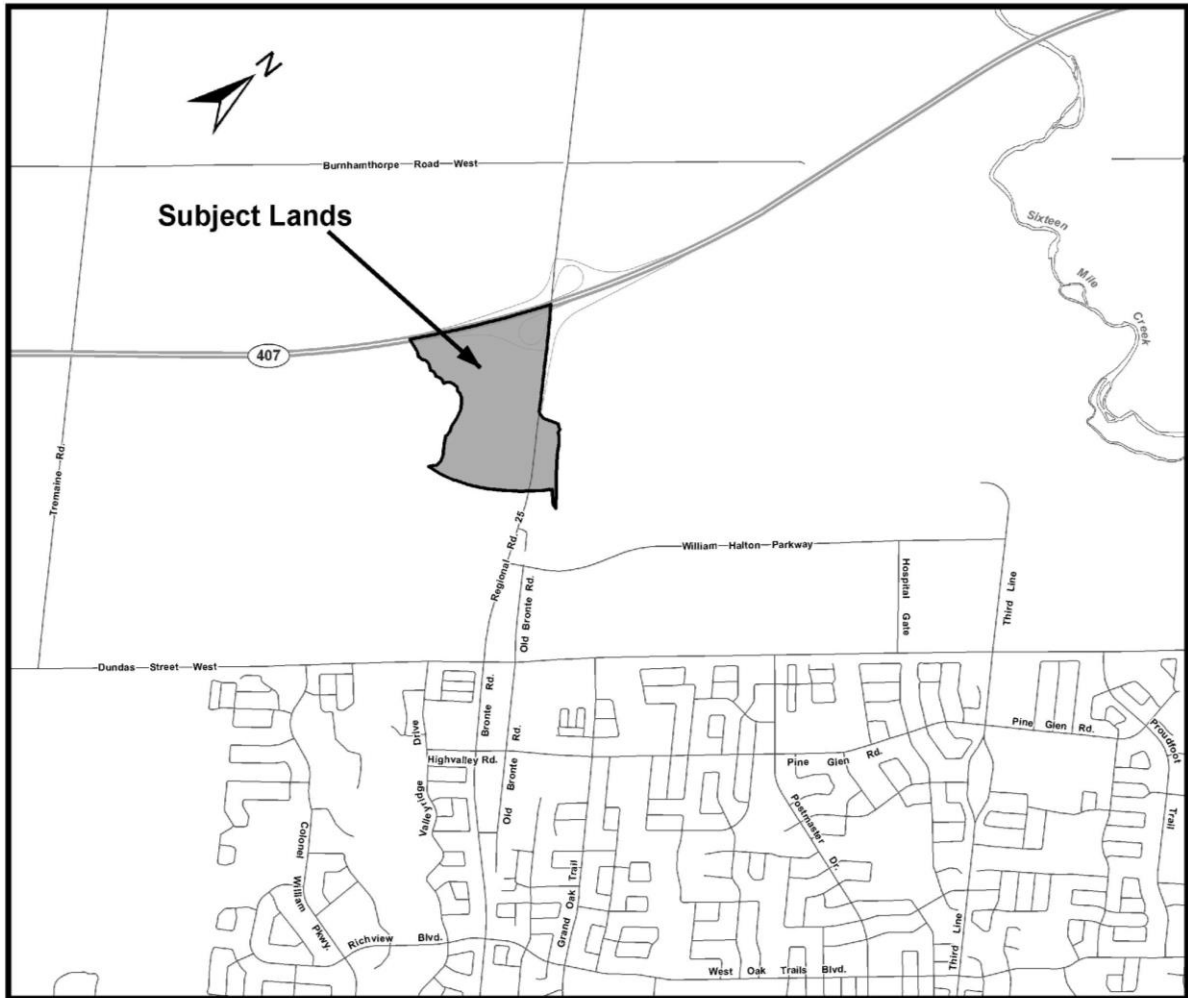 N
Burnhamthorpe Road West
Subject Lands
Sixteen
Mile
Creek
407
Tremaine Rd.
Regional Rd. 25
William Halton Parkway
Old Bronte Rd.
Hospital Gate
Third Line
Dundas Street West
Bronte Rd.
Drive
Highvalley Rd.
Old Bronte Rd.
Valleyridge
Pine Glen Rd.
Pine Glen Rd.
Proudfoot
Trail
Postmaster Dr.
Colonel William Pkwy.
Grand Oak Trail
Richview Blvd.
Third Line
West Oak Trails Blvd.